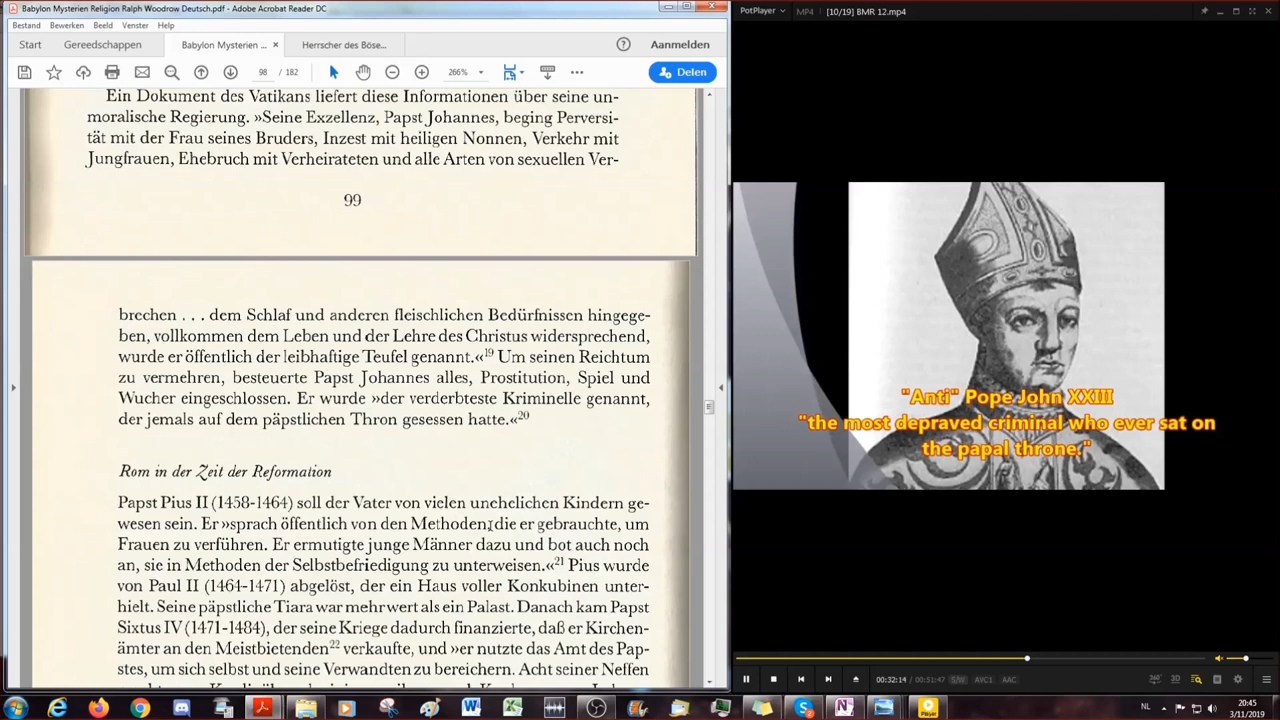 Babylon Mysterien Religion Ralph Woodrow Deutsch.pdf - Adobe Acrobat Reader DC
Bestand Bewerken Beeld Venster Help
Start Gereedschappen Babylon Mysterien ... × Herrscher des Böse... Aanmelden
98 / 182 266% Delen
Ein Dokument des Vatikans liefert diese Informationen über seine un-
moralische Regierung. »Seine Exzellenz, Papst Johannes, beging Perversi-
tät mit der Frau seines Bruders, Inzest mit heiligen Nonnen, Verkehr mit
Jungfrauen, Ehebruch mit Verheirateten und alle Arten von sexuellen Ver-
99
brechen . . . dem Schlaf und anderen fleischlichen Bedürfnissen hingege-
ben, vollkommen dem Leben und der Lehre des Christus widersprechend,
wurde er öffentlich der leibhaftige Teufel genannt.«19 Um seinen Reichtum
zu vermehren, besteuerte Papst Johannes alles, Prostitution, Spiel und
Wucher eingeschlossen. Er wurde »der verderbteste Kriminelle genannt,
der jemals auf dem päpstlichen Thron gesessen hatte.«20
Rom in der Zeit der Reformation
Papst Pius II (1458-1464) soll der Vater von vielen unehelichen Kindern ge-
wesen sein. Er »sprach öffentlich von den Methoden, die er gebrauchte, um
Frauen zu verführen. Er ermutigte junge Männer dazu und bot auch noch
an, sie in Methoden der Selbstbefriedigung zu unterweisen.«21 Pius wurde
von Paul II (1464-1471) abgelöst, der ein Haus voller Konkubinen unter-
hielt. Seine päpstliche Tiara war mehr wert als ein Palast. Danach kam Papst
Sixtus IV (1471-1484), der seine Kriege dadurch finanzierte, daß er Kirchen-
ämter an den Meistbietenden22 verkaufte, und »er nutzte das Amt des Pap-
stes, um sich selbst und seine Verwandten zu bereichern. Acht seiner Neffen
PotPlayer MP4 [10/19] BMR 12.mp4
"Anti" Pope John XXIII
"the most depraved criminal who ever sat on
the papal throne."
00:32:14 / 00:51:47 S/W AVC1 AAC
NL 20:45
3/11/2019